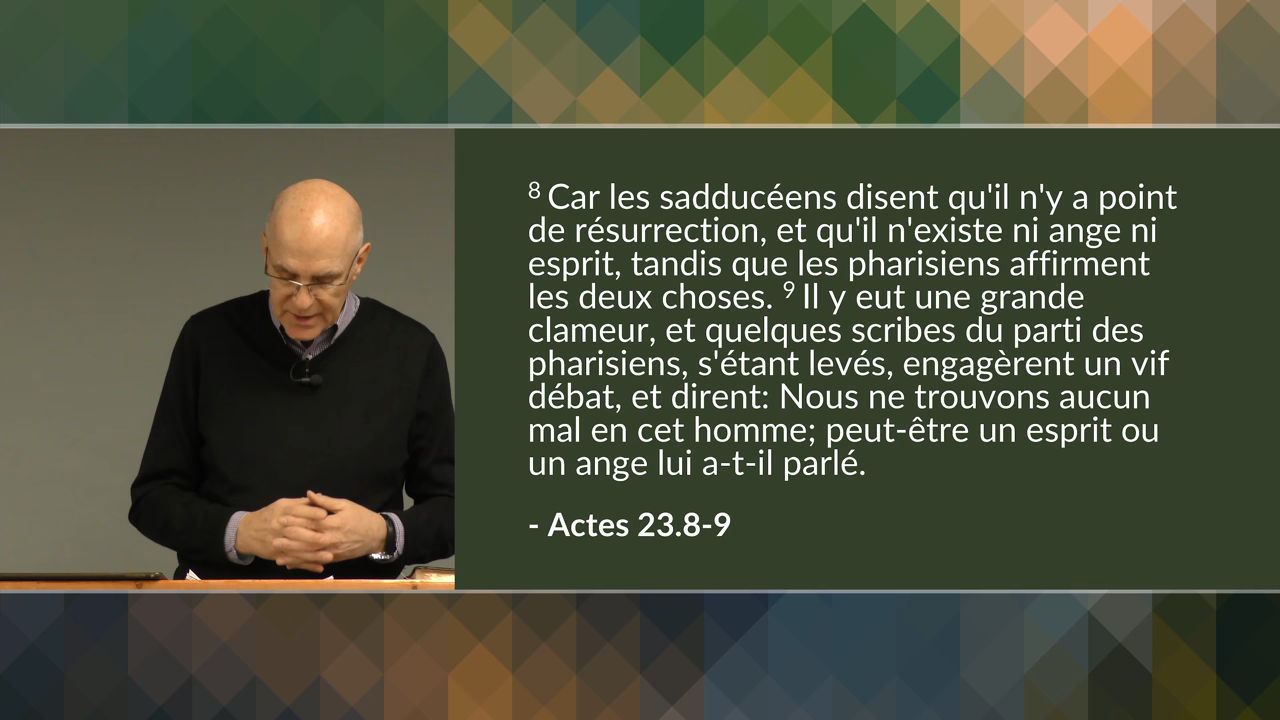 8 Car les sadducéens disent qu'il n'y a point
de résurrection, et qu'il n'existe ni ange ni
esprit, tandis que les pharisiens affirment
les deux choses. 9 Il y eut une grande
clameur, et quelques scribes du parti des
pharisiens, s'étant levés, engagèrent un vif
débat, et dirent: Nous ne trouvons aucun
mal en cet homme; peut-être un esprit ou
un ange lui a-t-il parlé.
- Actes 23.8-9